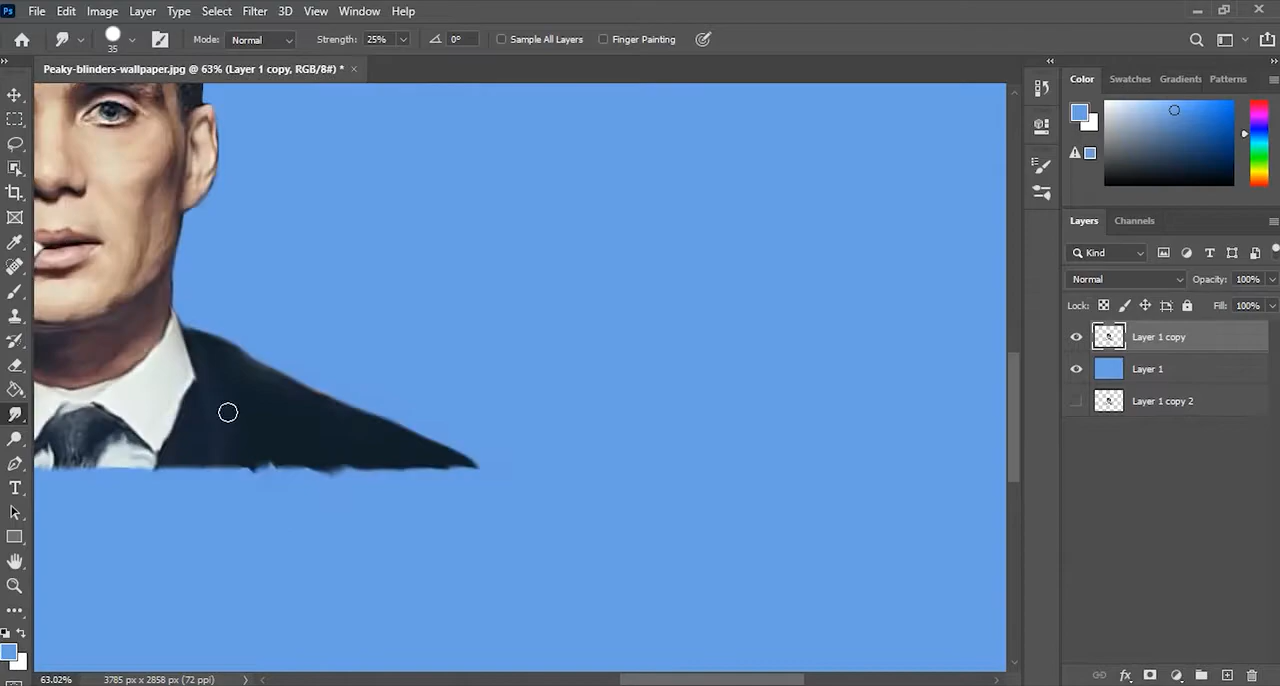 Ps File Edit Image Layer Type Select Filter 3D View Window Help
35 Mode: Normal Strength: 25% 0° Sample All Layers Finger Painting
Peaky-blinders-wallpaper.jpg @ 63% (Layer 1 copy, RGB/8#) *
Color Swatches Gradients Patterns
Layers Channels
Kind
Normal Opacity: 100%
Lock: Fill: 100%
Layer 1 copy
Layer 1
Layer 1 copy 2
63.02% 3785 px x 2858 px (72 ppi)